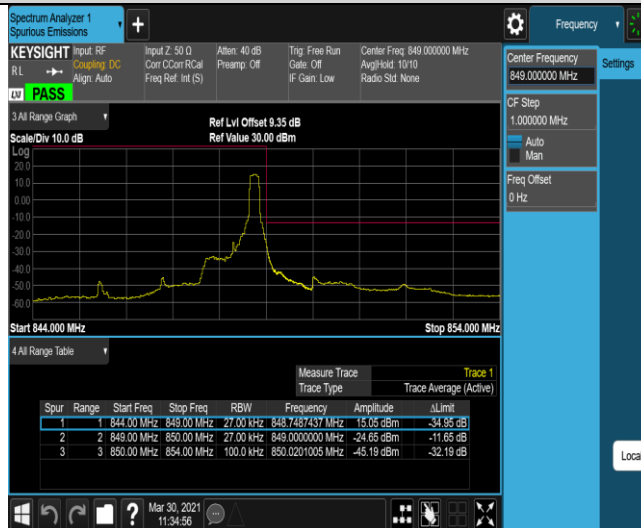 Spectrum Analyzer 1
Spurious Emissions
Frequency
KEYSIGHT
RL
Input: RF
Coupling: DC
Align: Auto
Input Z: 50 Ω
Corr CCorr RCal
Freq Ref: Int (S)
Atten: 40 dB
Preamp: Off
Trig: Free Run
Gate: Off
IF Gain: Low
Center Freq: 849.000000 MHz
Avg|Hold: 10/10
Radio Std: None
LXI PASS
Center Frequency
849.000000 MHz
Settings
CF Step
1.000000 MHz
Auto
Man
Freq Offset
0 Hz
3 All Range Graph
Ref Lvl Offset 9.35 dB
Scale/Div 10.0 dB Ref Value 30.00 dBm
Log
20.0
10.0
0.00
-10.0
-20.0
-30.0
-40.0
-50.0
-60.0
Start 844.000 MHz Stop 854.000 MHz
4 All Range Table
Measure Trace Trace 1
Trace Type Trace Average (Active)
Spur Range Start Freq Stop Freq RBW Frequency Amplitude ΔLimit
1 1 844.00 MHz 849.00 MHz 27.00 kHz 848.7487437 MHz 15.05 dBm -34.95 dB
2 2 849.00 MHz 850.00 MHz 27.00 kHz 849.0000000 MHz -24.65 dBm -11.65 dB
3 3 850.00 MHz 854.00 MHz 100.0 kHz 850.0201005 MHz -45.19 dBm -32.19 dB
Local
Mar 30, 2021
11:34:56